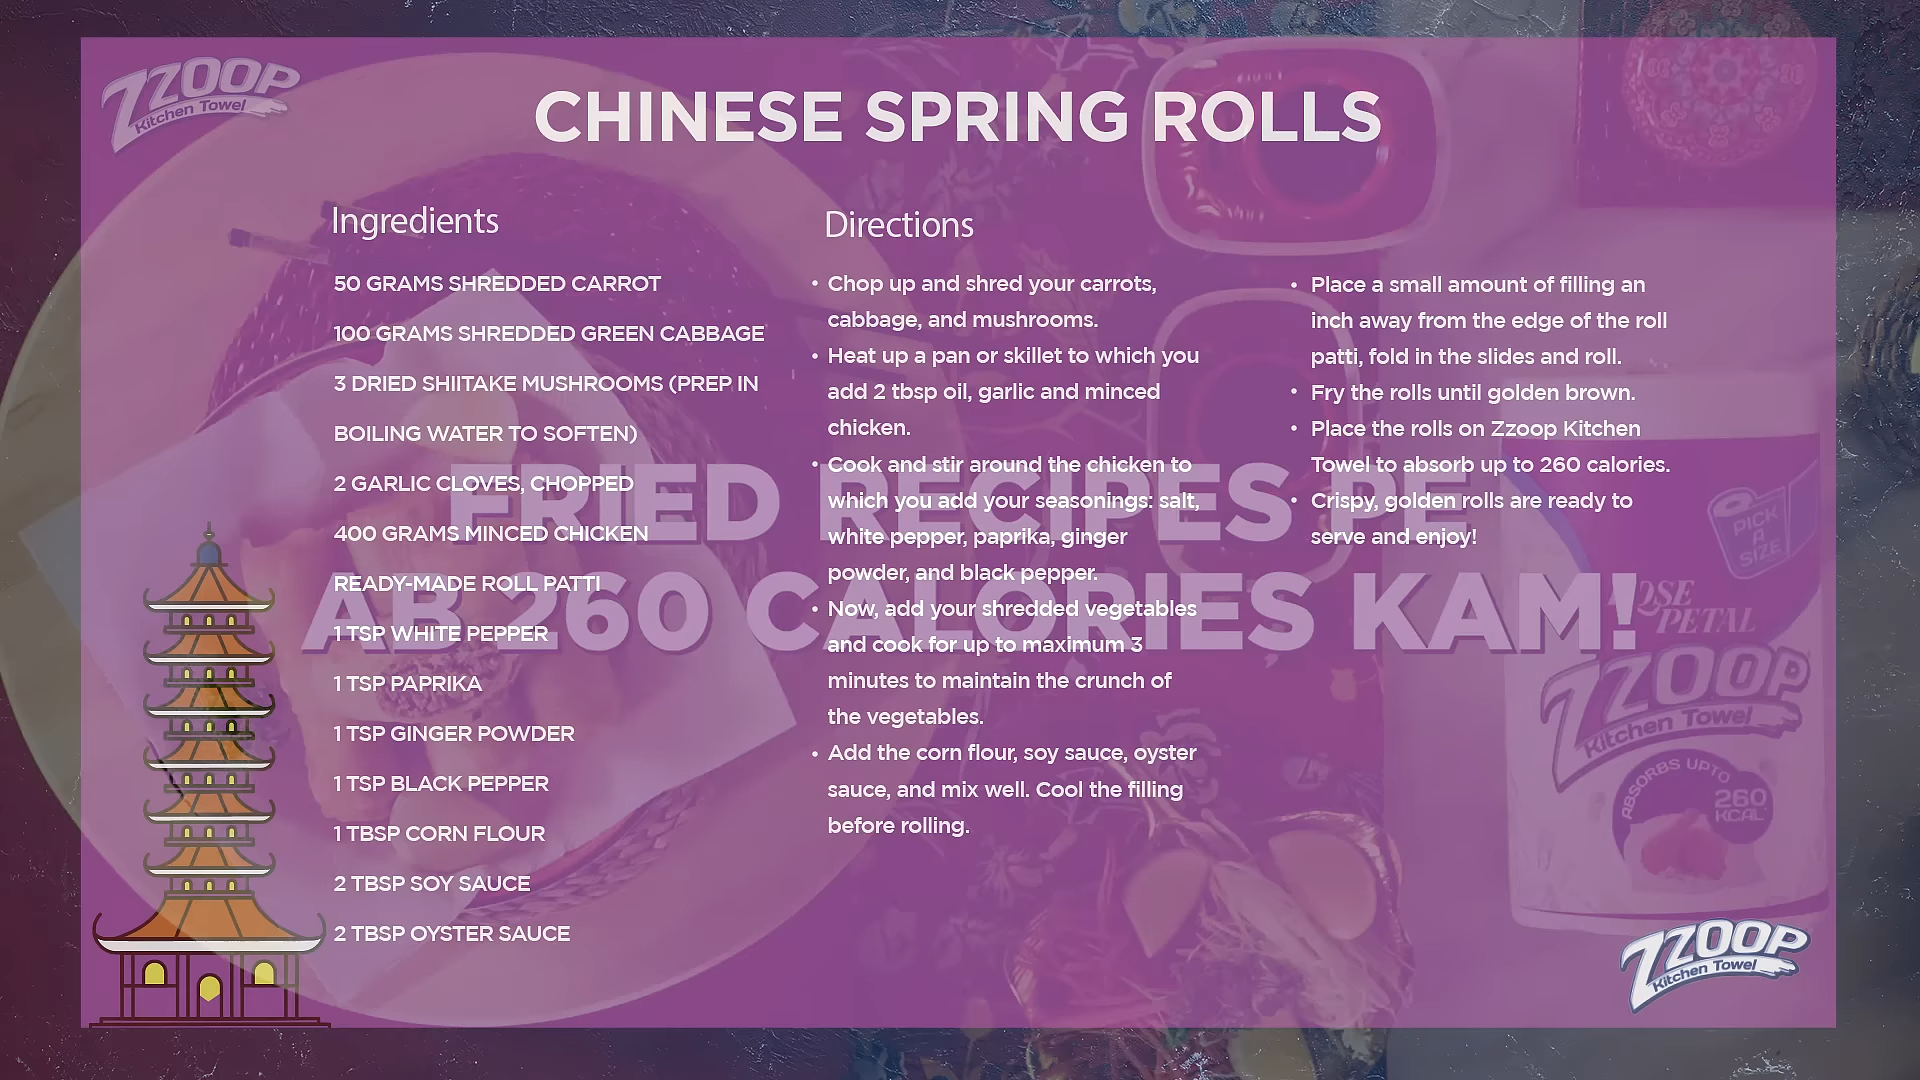 ZZOOP
Kitchen Towel
CHINESE SPRING ROLLS
Ingredients
50 GRAMS SHREDDED CARROT
100 GRAMS SHREDDED GREEN CABBAGE
3 DRIED SHIITAKE MUSHROOMS (PREP IN
BOILING WATER TO SOFTEN)
2 GARLIC CLOVES, CHOPPED
400 GRAMS MINCED CHICKEN
READY-MADE ROLL PATTI
1 TSP WHITE PEPPER
1 TSP PAPRIKA
1 TSP GINGER POWDER
1 TSP BLACK PEPPER
1 TBSP CORN FLOUR
2 TBSP SOY SAUCE
2 TBSP OYSTER SAUCE
Directions
• Chop up and shred your carrots,
cabbage, and mushrooms.
• Heat up a pan or skillet to which you
add 2 tbsp oil, garlic and minced
chicken.
• Cook and stir around the chicken to
which you add your seasonings: salt,
white pepper, paprika, ginger
powder, and black pepper.
• Now, add your shredded vegetables
and cook for up to maximum 3
minutes to maintain the crunch of
the vegetables.
• Add the corn flour, soy sauce, oyster
sauce, and mix well. Cool the filling
before rolling.
• Place a small amount of filling an
inch away from the edge of the roll
patti, fold in the slides and roll.
• Fry the rolls until golden brown.
• Place the rolls on Zzoop Kitchen
Towel to absorb up to 260 calories.
• Crispy, golden rolls are ready to
serve and enjoy!
FRIED RECIPES PE
AB 260 CALORIES KAM!
PICK
A
SIZE
PETAL
ZZOOP
Kitchen Towel
ABSORBS UPTO
260
KCAL
ZZOOP
Kitchen Towel